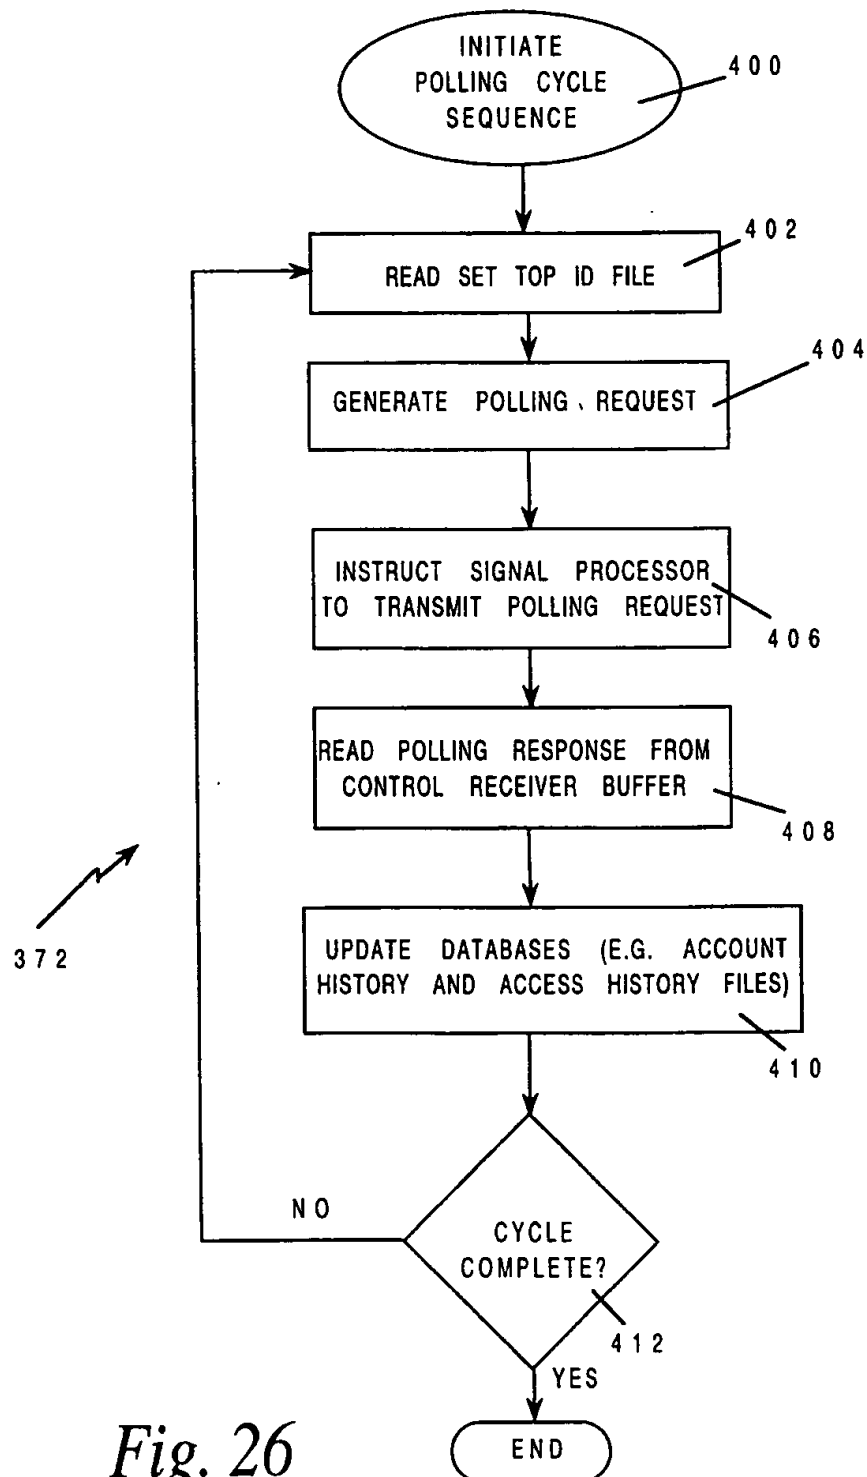 INITIATE
POLLING CYCLE
SEQUENCE
400
402
READ SET TOP ID FILE
404
GENERATE POLLING REQUEST
INSTRUCT SIGNAL PROCESSOR
TO TRANSMIT POLLING REQUEST
406
READ POLLING RESPONSE FROM
CONTROL RECEIVER BUFFER
408
372
UPDATE DATABASES (E.G. ACCOUNT
HISTORY AND ACCESS HISTORY FILES)
410
NO
CYCLE
COMPLETE?
412
YES
END
Fig. 26